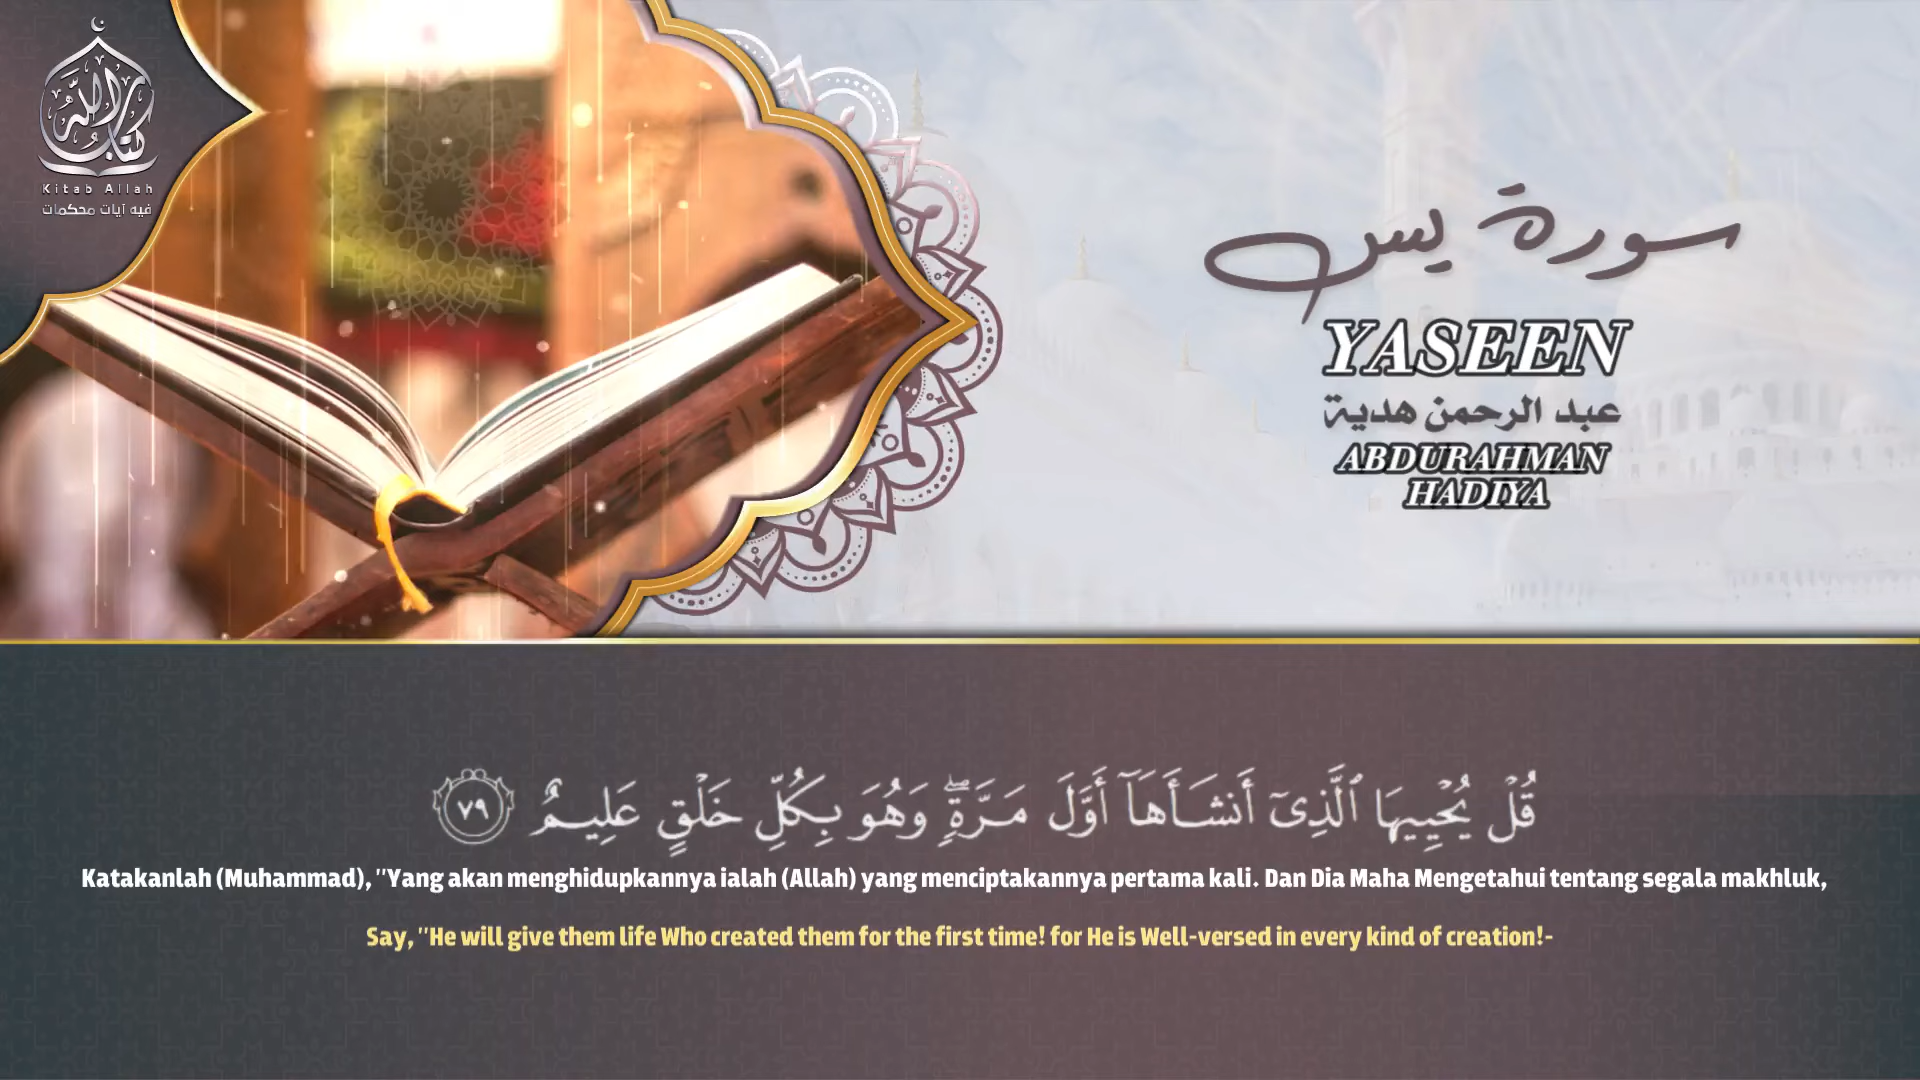 كتاب الله
Kitab Allah
فيه آيات محكمات
سورة يس
YASEEN
عبد الرحمن هدية
ABDURAHMAN
HADIYA
قُلْ يُحْيِيهَا ٱلَّذِىٓ أَنشَأَهَآ أَوَّلَ مَرَّةٍۢ ۖ وَهُوَ بِكُلِّ خَلْقٍ عَلِيمٌ ٧٩
Katakanlah (Muhammad), "Yang akan menghidupkannya ialah (Allah) yang menciptakannya pertama kali. Dan Dia Maha Mengetahui tentang segala makhluk,
Say, "He will give them life Who created them for the first time! for He is Well-versed in every kind of creation!-